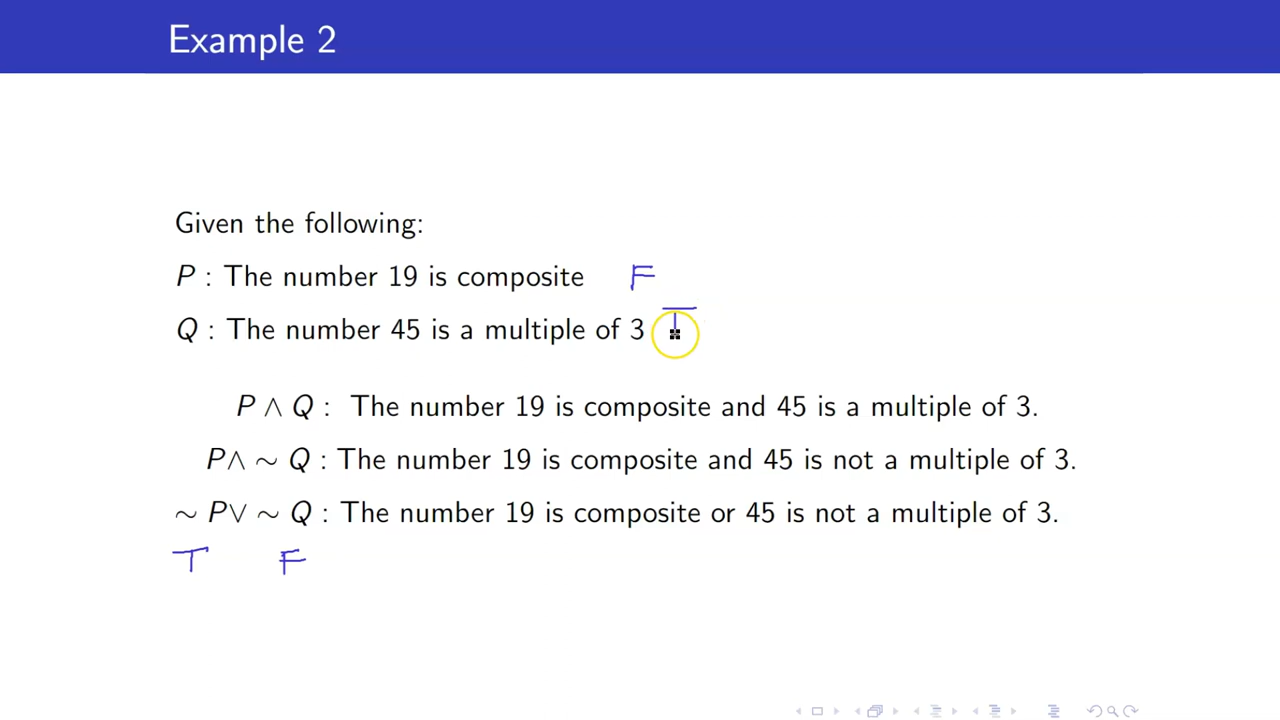 Example 2
Given the following:
P : The number 19 is composite F
Q : The number 45 is a multiple of 3 T
P ∧ Q : The number 19 is composite and 45 is a multiple of 3.
P∧ ∼ Q : The number 19 is composite and 45 is not a multiple of 3.
∼ P∨ ∼ Q : The number 19 is composite or 45 is not a multiple of 3.
T F